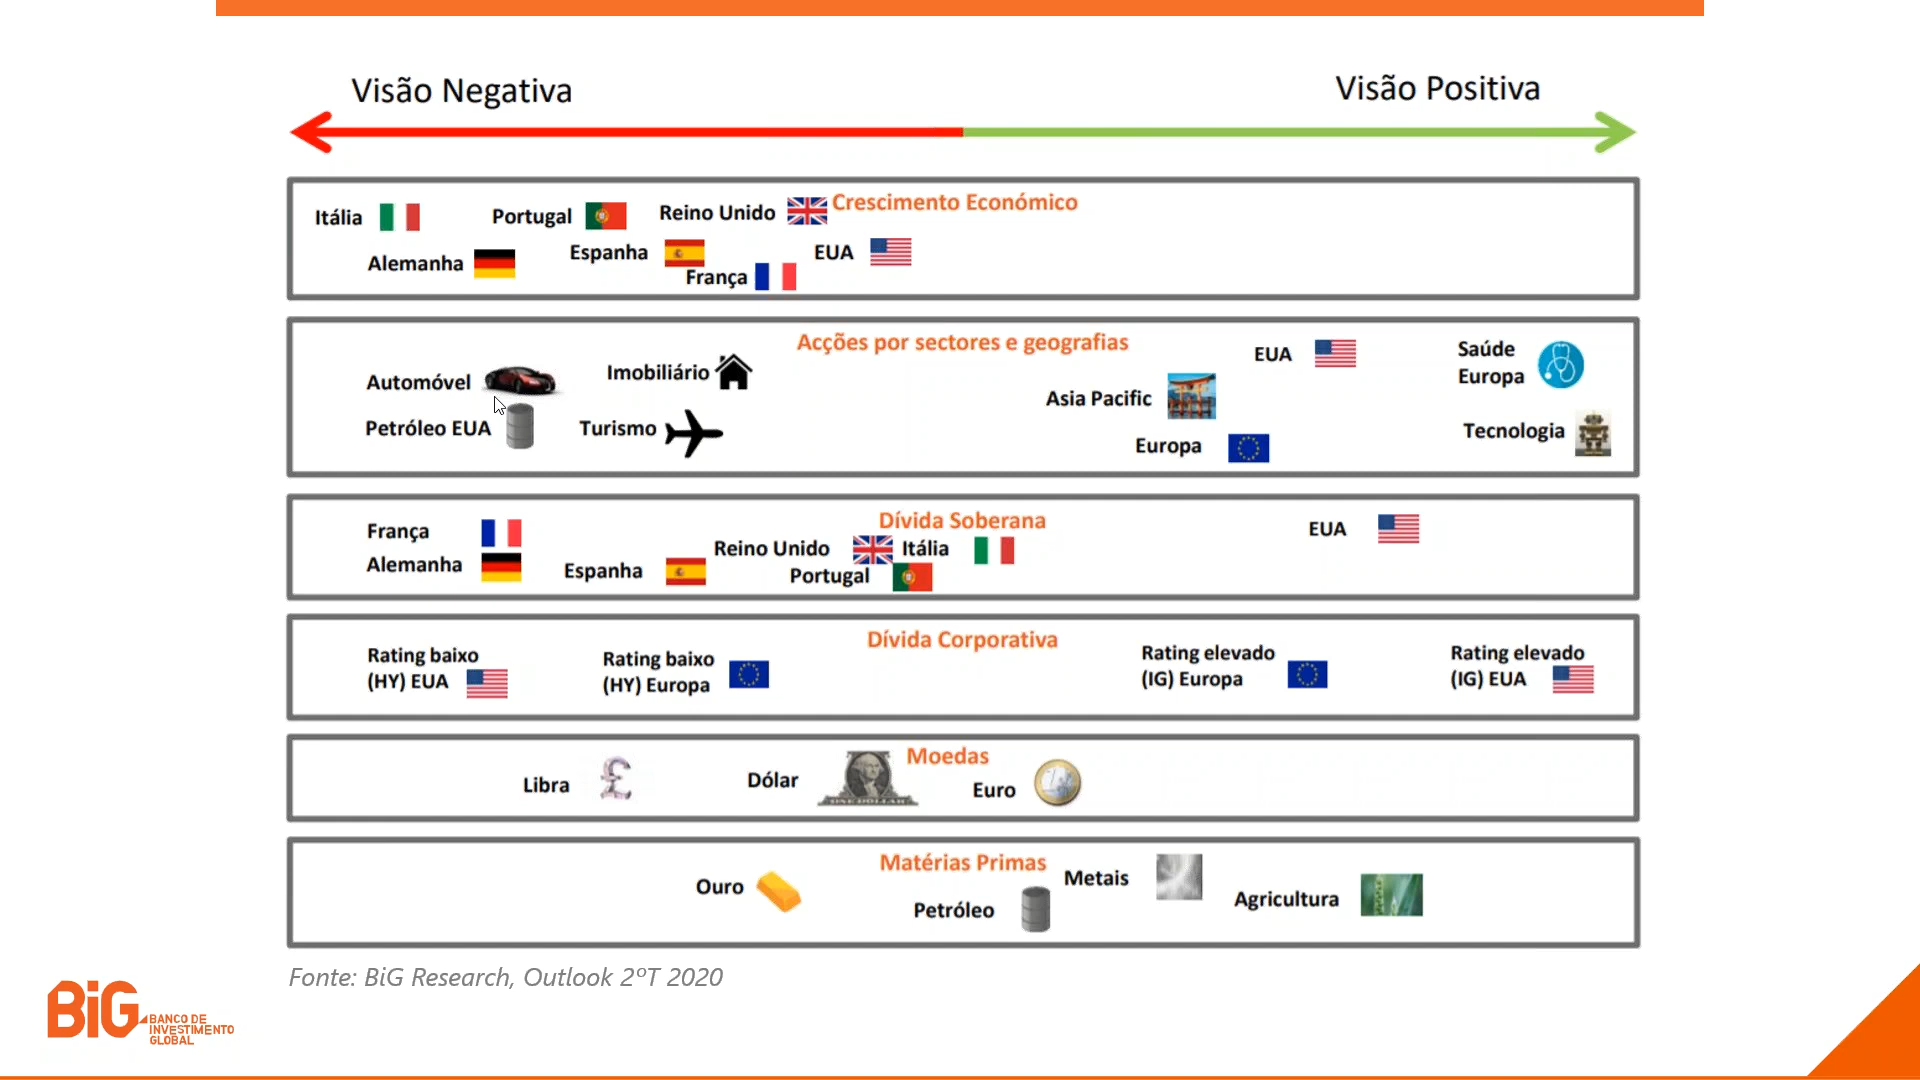 Visão Negativa
Visão Positiva
Crescimento Económico
Itália
Portugal
Reino Unido
Alemanha
Espanha
EUA
França
Acções por sectores e geografias
EUA
Saúde
Europa
Automóvel
Imobiliário
Asia Pacific
Petróleo EUA
Turismo
Europa
Tecnologia
Dívida Soberana
França
EUA
Reino Unido
Itália
Alemanha
Espanha
Portugal
Dívida Corporativa
Rating baixo
(HY) EUA
Rating baixo
(HY) Europa
Rating elevado
(IG) Europa
Rating elevado
(IG) EUA
Moedas
Libra
Dólar
ONE DOLLAR
Euro
Matérias Primas
Ouro
Petróleo
Metais
Agricultura
Fonte: BiG Research, Outlook 2ºT 2020
BiG
BANCO DE
INVESTIMENTO
GLOBAL